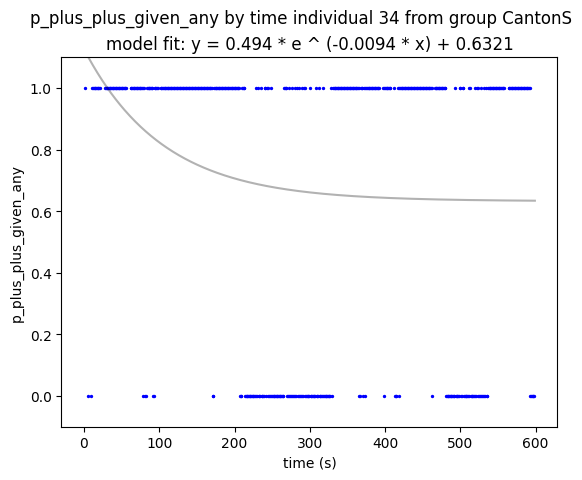 p_plus_plus_given_any by time individual 34 from group CantonS
model fit: y = 0.494 * e ^ (-0.0094 * x) + 0.6321
p_plus_plus_given_any
1.0
0.8
0.6
0.4
0.2
0.0
0 100 200 300 400 500 600
time (s)